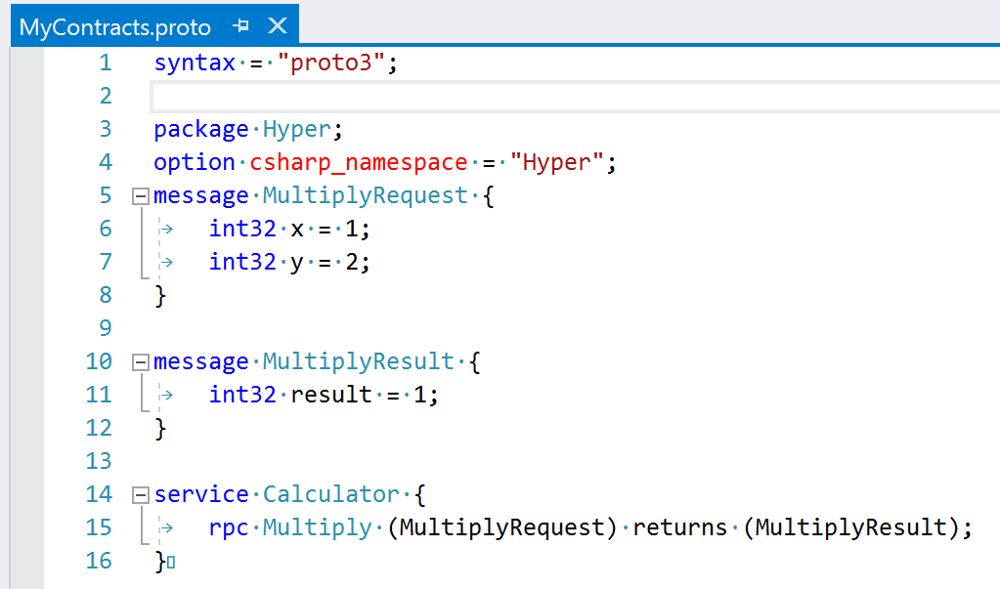 MyContracts.proto
1 syntax = "proto3";
2
3 package Hyper;
4 option csharp_namespace = "Hyper";
5 message MultiplyRequest {
6 int32 x = 1;
7 int32 y = 2;
8 }
9
10 message MultiplyResult {
11 int32 result = 1;
12 }
13
14 service Calculator {
15 rpc Multiply (MultiplyRequest) returns (MultiplyResult);
16 }